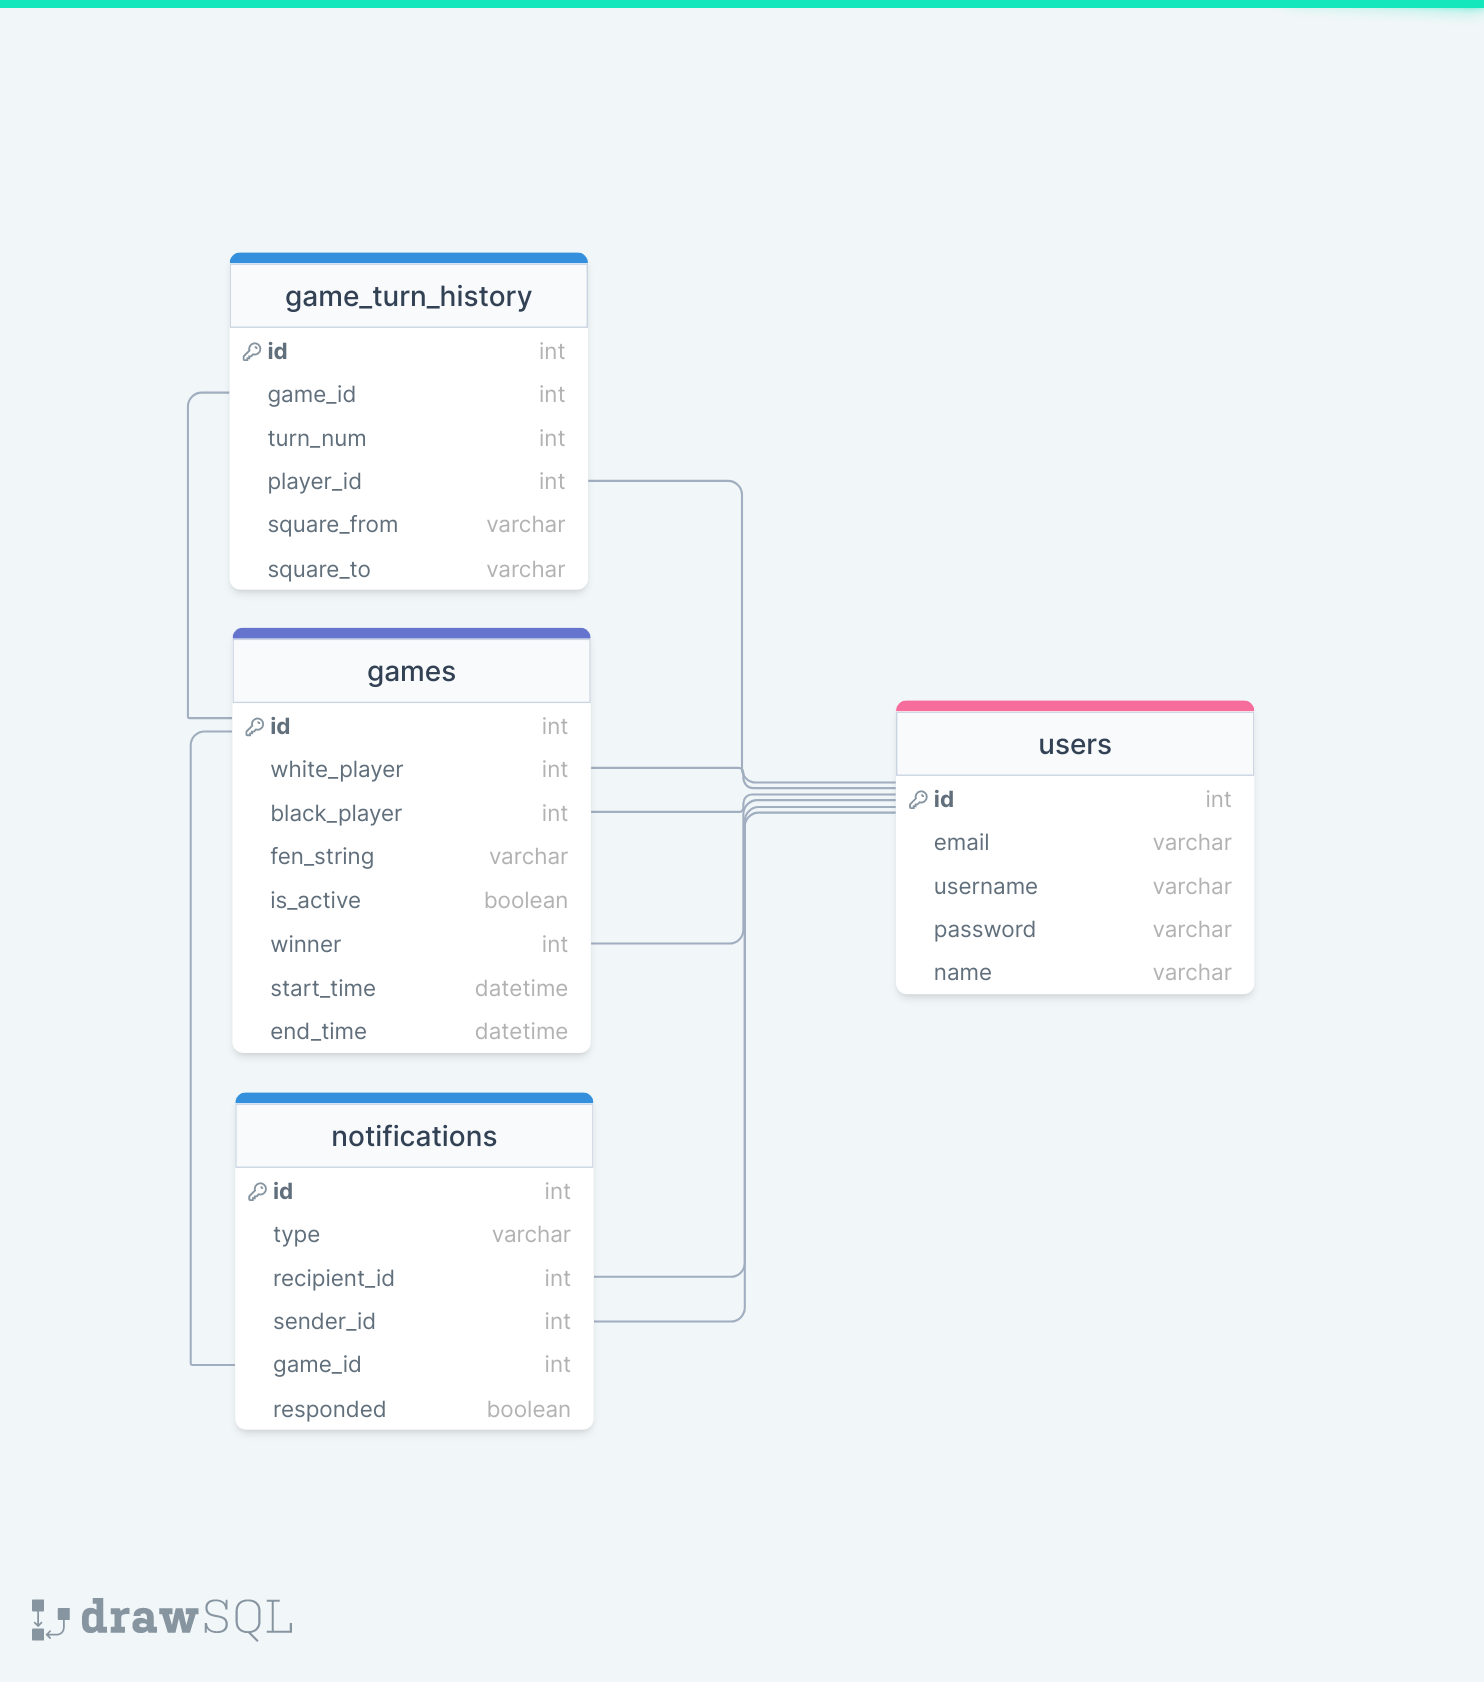 game_turn_history
id int
game_id int
turn_num int
player_id int
square_from varchar
square_to varchar
games
id int
white_player int
black_player int
fen_string varchar
is_active boolean
winner int
start_time datetime
end_time datetime
users
id int
email varchar
username varchar
password varchar
name varchar
notifications
id int
type varchar
recipient_id int
sender_id int
game_id int
responded boolean
drawSQL